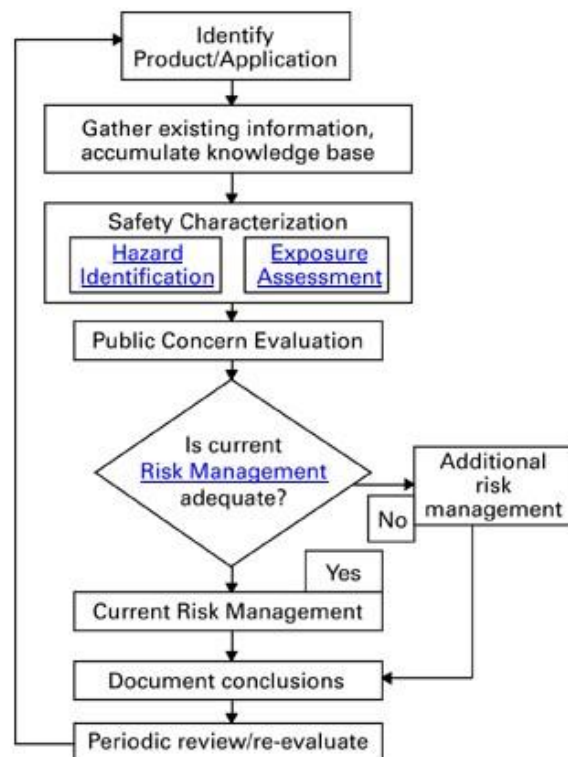 Identify
Product/Application
Gather existing information,
accumulate knowledge base
Safety Characterization
Hazard
Identification
Exposure
Assessment
Public Concern Evaluation
Is current
Risk Management
adequate?
Additional
risk
management
No
Yes
Current Risk Management
Document conclusions
Periodic review/re-evaluate